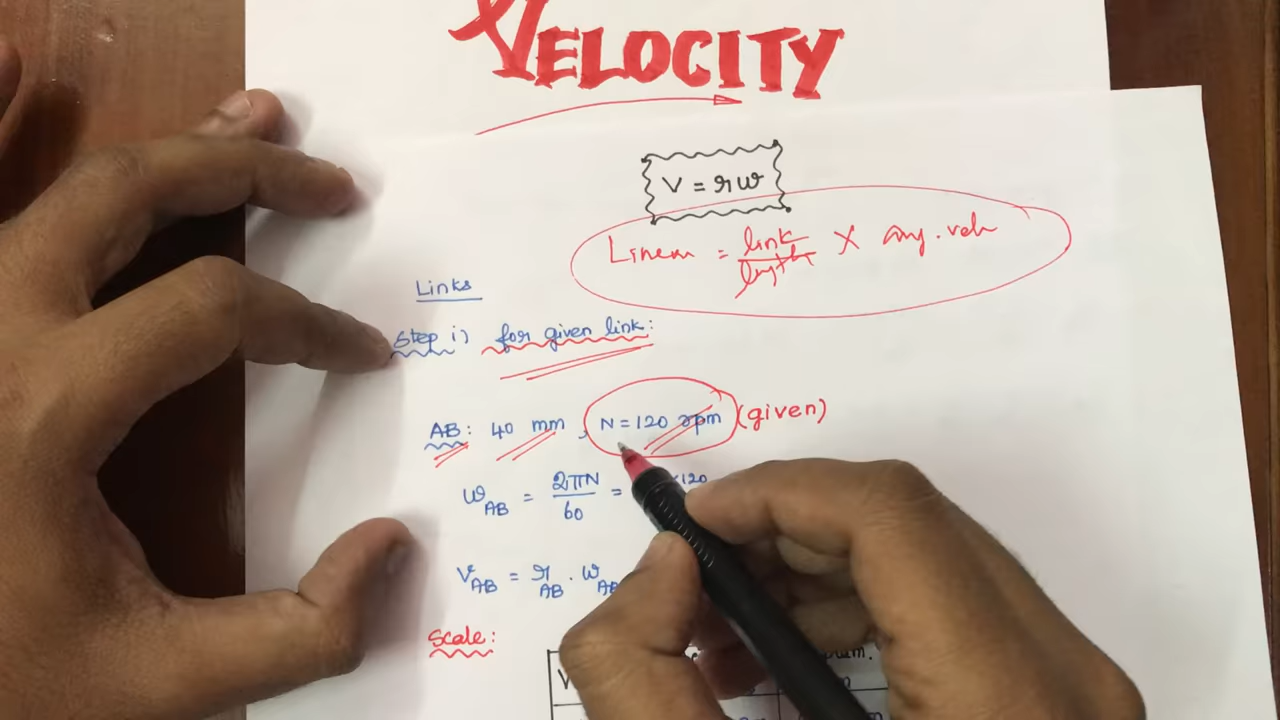 VELOCITY
V = rω
Linear = link/length × ang. vel
Links
Step i) for given link:
AB: 40 mm, N = 120 rpm (given)
ω_AB = 2πN/60 = ×120
V_AB = r_AB . ω_AB
Scale: